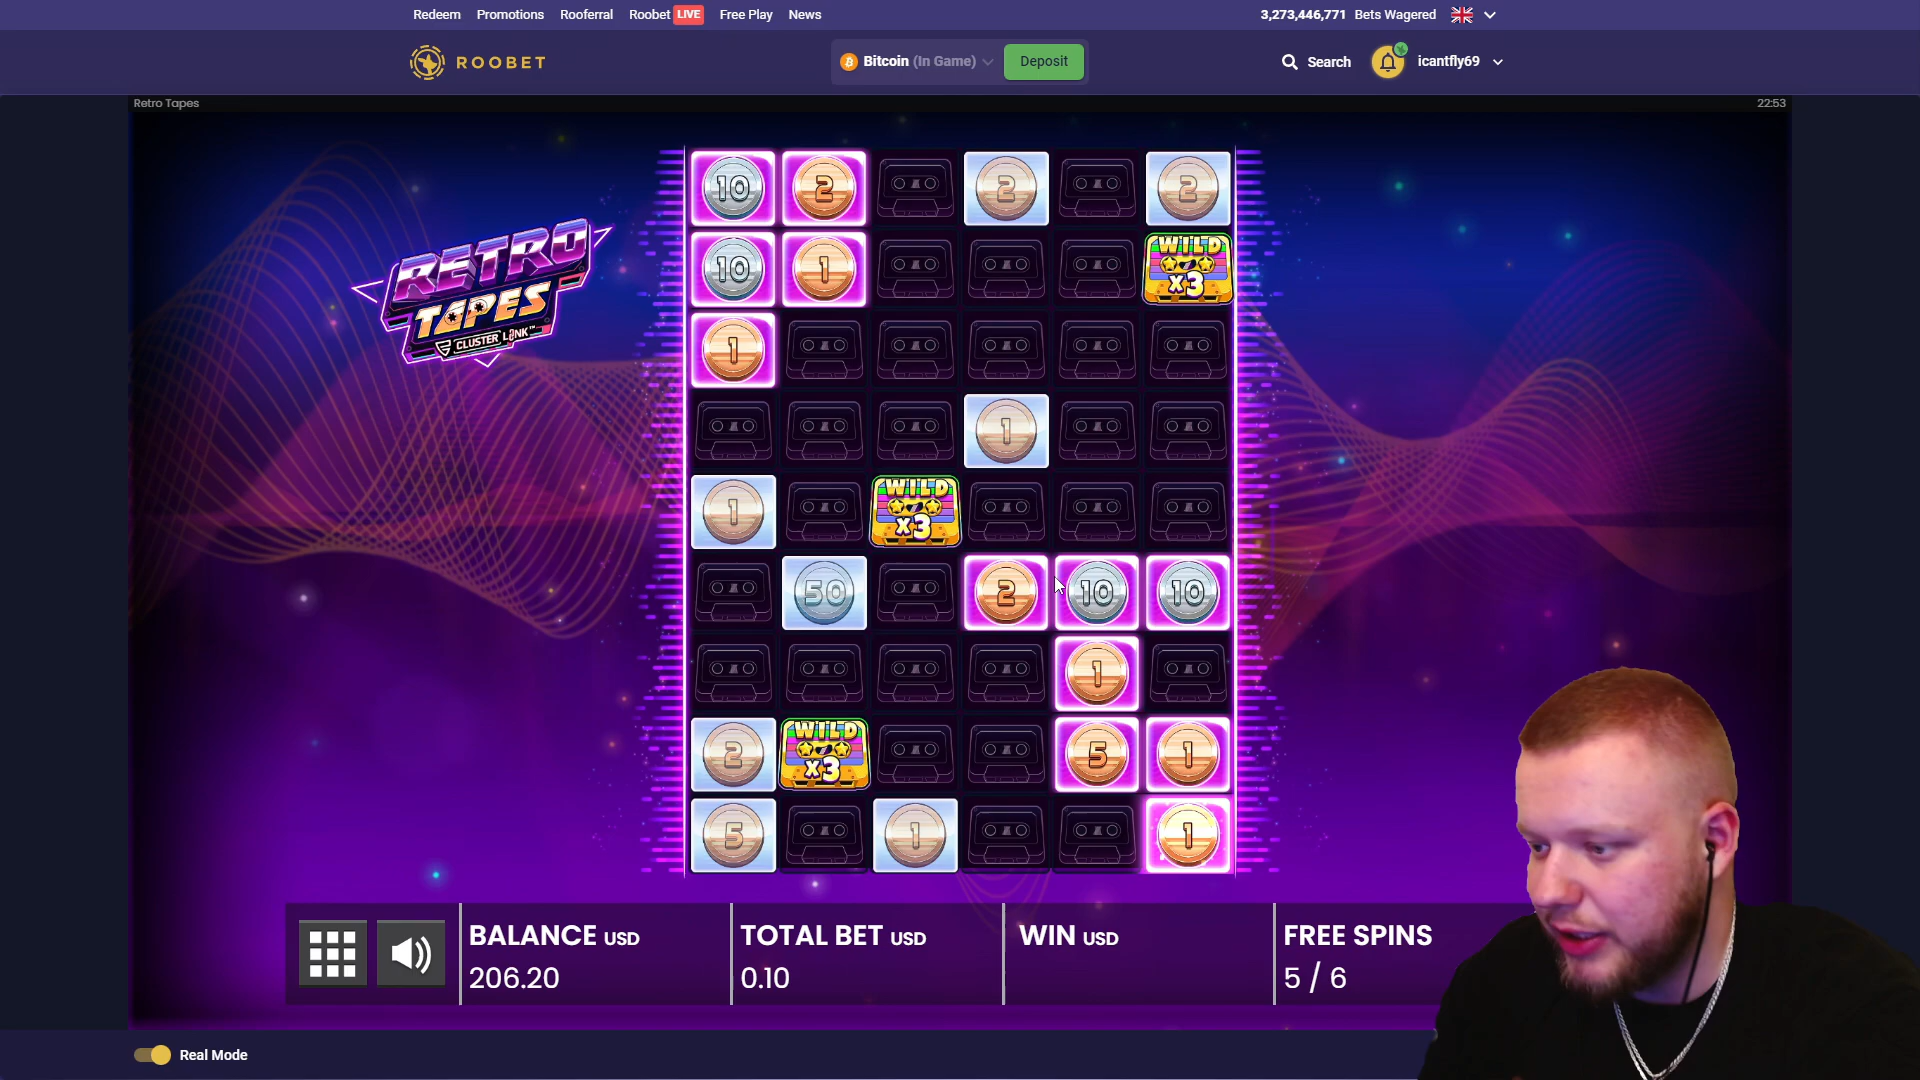 Redeem Promotions Rooferral Roobet LIVE Free Play News
3,273,446,771 Bets Wagered
ROOBET
Bitcoin (In Game)
Deposit
Search
icantfly69
Retro Tapes
22:53
RETRO
TAPES
CLUSTER LINK™
10 2 2 2
10 1 WILD X3
1
1
1 WILD X3
50 2 10 10
1
2 WILD X3 5 1
5 1 1
BALANCE USD
206.20
TOTAL BET USD
0.10
WIN USD
FREE SPINS
5 / 6
Real Mode